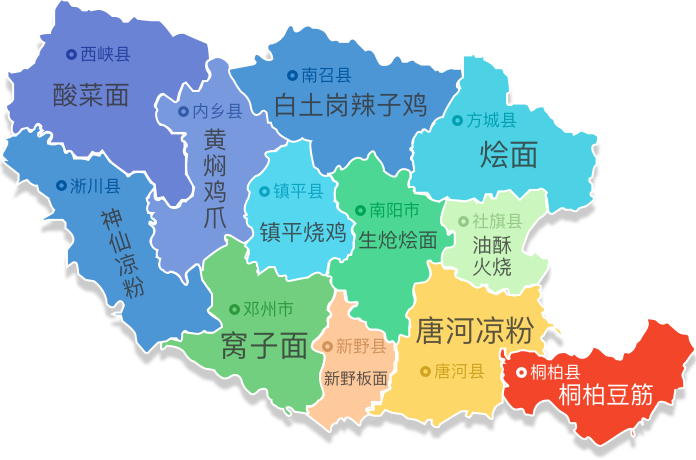 西峡县
酸菜面
南召县
白土岗辣子鸡
内乡县
黄焖鸡爪
方城县
烩面
淅川县
神仙凉粉
镇平县
镇平烧鸡
南阳市
生炝烩面
社旗县
油酥
火烧
邓州市
窝子面
新野县
新野板面
唐河凉粉
唐河县
桐柏县
桐柏豆筋